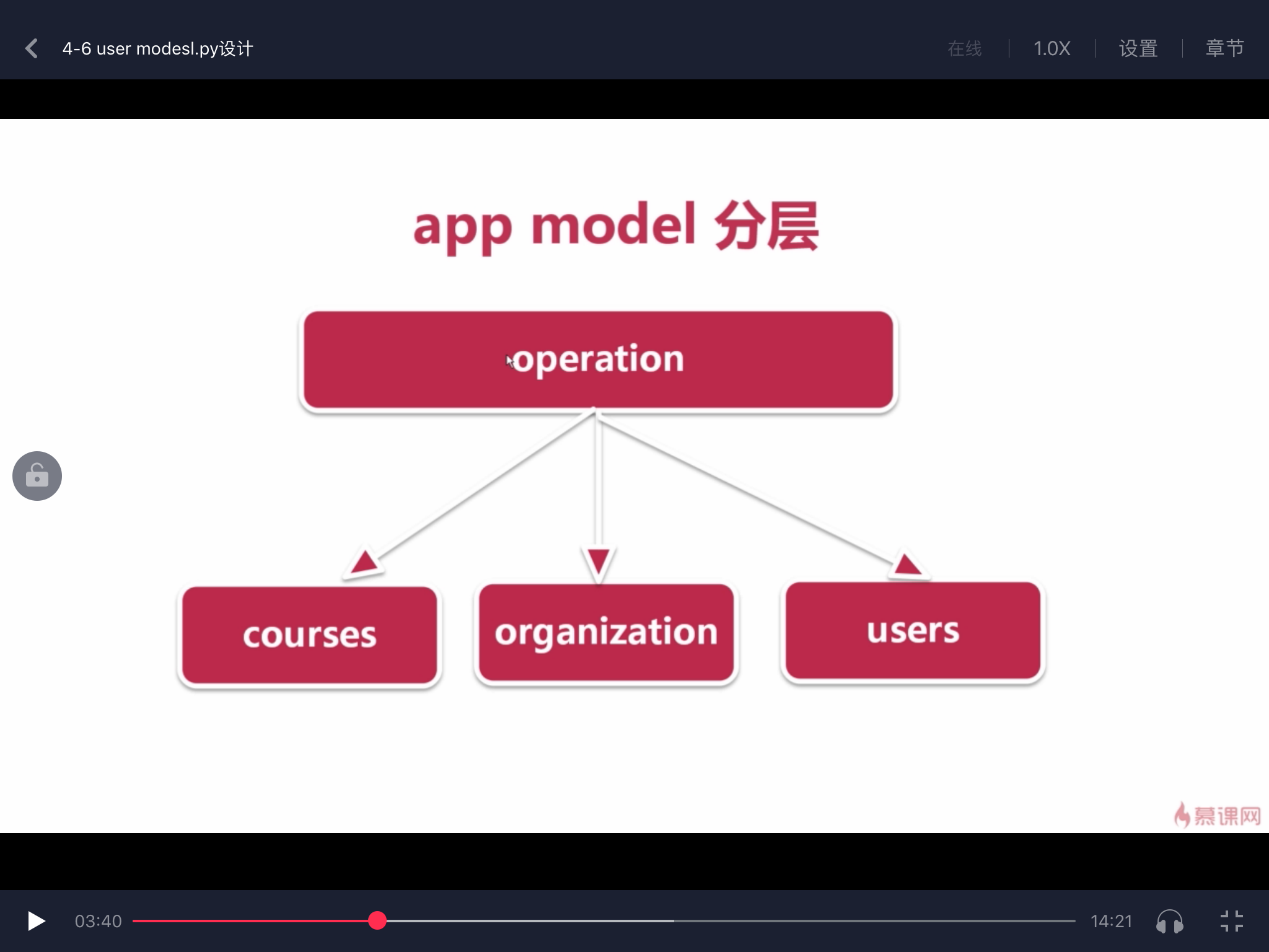 4-6 user modesl.py设计
在线
1.0X
设置
章节
app model 分层
operation
courses
organization
users
慕课网
03:40
14:21